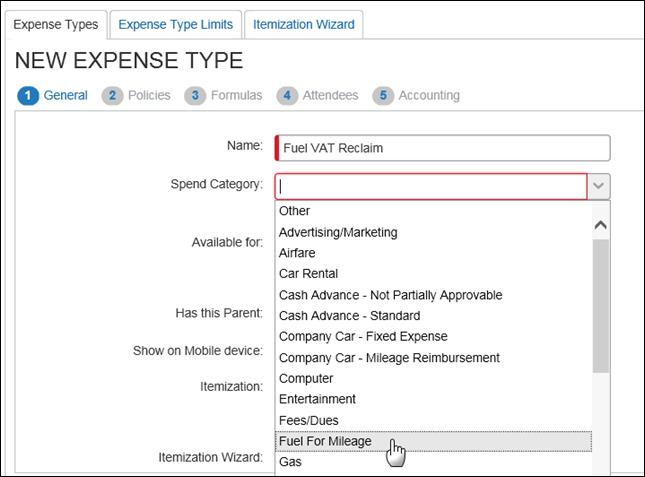 Expense Types Expense Type Limits Itemization Wizard
NEW EXPENSE TYPE
1 General 2 Policies 3 Formulas 4 Attendees 5 Accounting
Name: Fuel VAT Reclaim
Spend Category:
Other
Advertising/Marketing
Available for:
Airfare
Car Rental
Cash Advance - Not Partially Approvable
Has this Parent: Cash Advance - Standard
Company Car - Fixed Expense
Show on Mobile device: Company Car - Mileage Reimbursement
Computer
Itemization:
Entertainment
Fees/Dues
Fuel For Mileage
Itemization Wizard: Gas